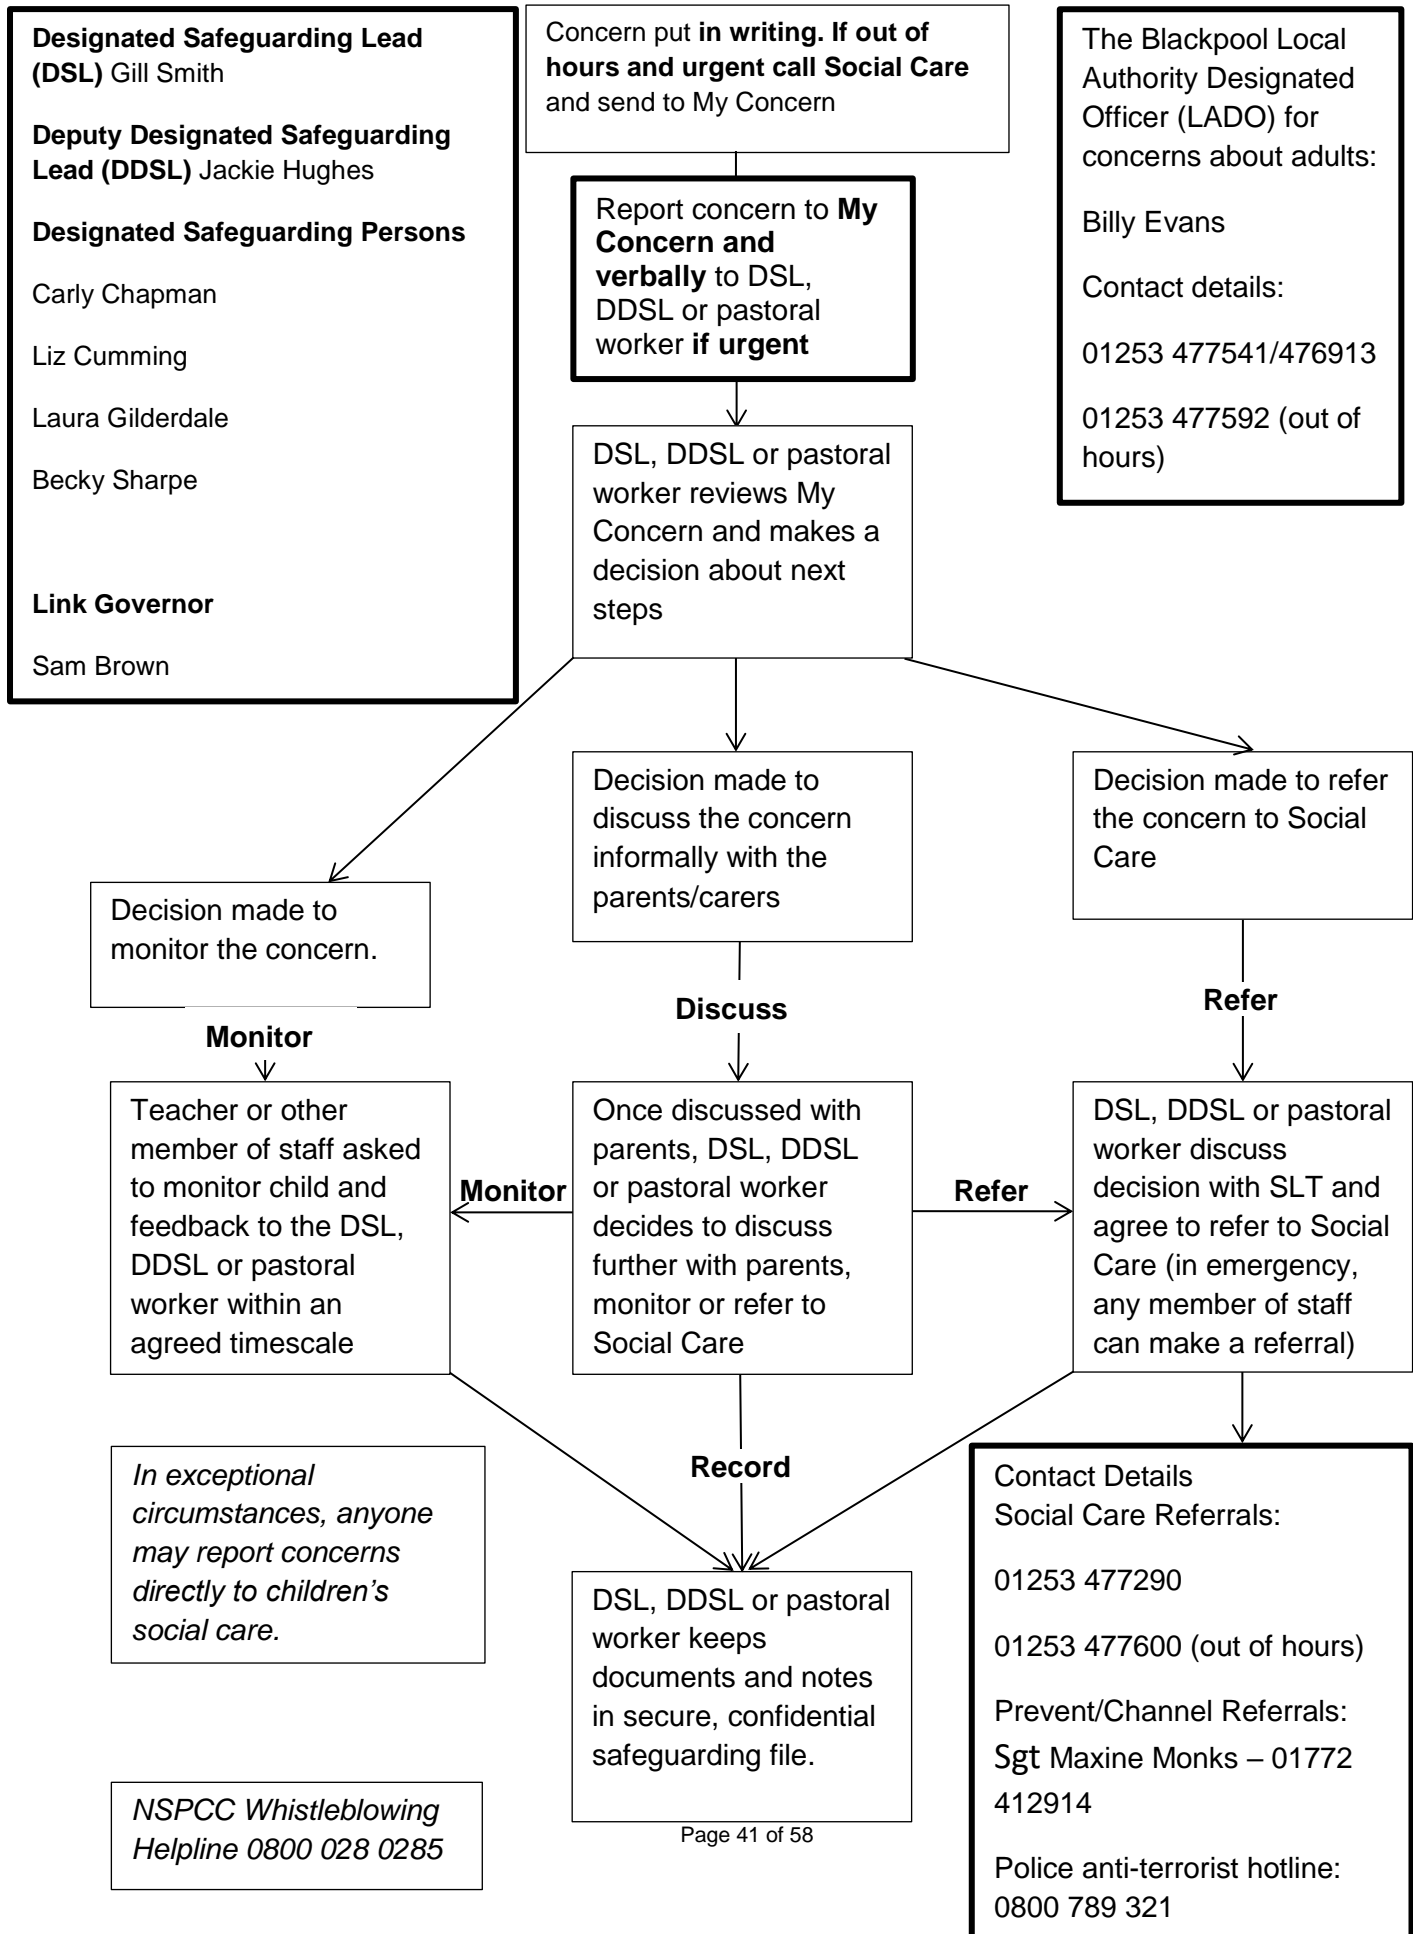 Designated Safeguarding Lead
(DSL) Gill Smith
Deputy Designated Safeguarding
Lead (DDSL) Jackie Hughes
Designated Safeguarding Persons
Carly Chapman
Liz Cumming
Laura Gilderdale
Becky Sharpe
Link Governor
Sam Brown
Concern put in writing. If out of
hours and urgent call Social Care
and send to My Concern
The Blackpool Local
Authority Designated
Officer (LADO) for
concerns about adults:
Billy Evans
Contact details:
01253 477541/476913
01253 477592 (out of
hours)
Report concern to My
Concern and
verbally to DSL,
DDSL or pastoral
worker if urgent
DSL, DDSL or pastoral
worker reviews My
Concern and makes a
decision about next
steps
Decision made to
monitor the concern.
Decision made to
discuss the concern
informally with the
parents/carers
Decision made to refer
the concern to Social
Care
Monitor
Discuss
Refer
Teacher or other
member of staff asked
to monitor child and
feedback to the DSL,
DDSL or pastoral
worker within an
agreed timescale
Monitor
Once discussed with
parents, DSL, DDSL
or pastoral worker
decides to discuss
further with parents,
monitor or refer to
Social Care
Refer
DSL, DDSL or pastoral
worker discuss
decision with SLT and
agree to refer to Social
Care (in emergency,
any member of staff
can make a referral)
Record
In exceptional
circumstances, anyone
may report concerns
directly to children’s
social care.
DSL, DDSL or pastoral
worker keeps
documents and notes
in secure, confidential
safeguarding file.
Contact Details
Social Care Referrals:
01253 477290
01253 477600 (out of hours)
Prevent/Channel Referrals:
Sgt Maxine Monks – 01772
412914
Police anti-terrorist hotline:
0800 789 321
NSPCC Whistleblowing
Helpline 0800 028 0285
Page 41 of 58